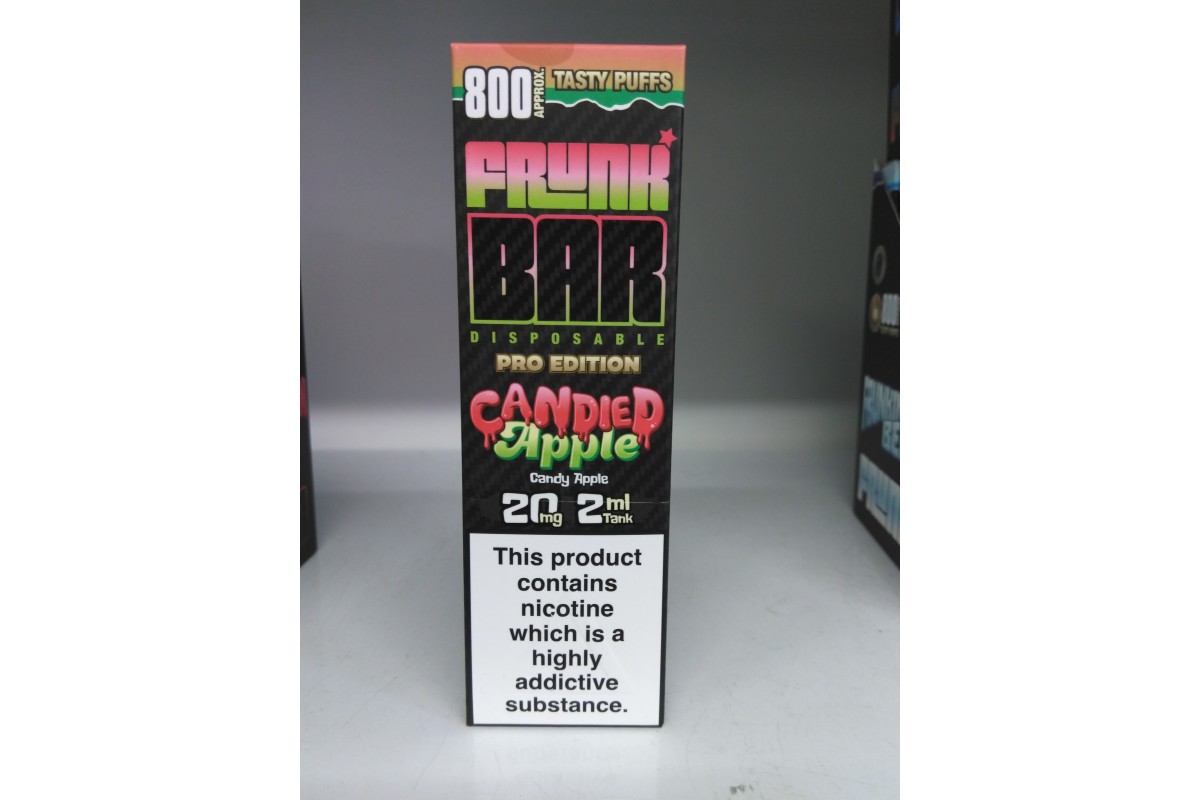 800 APPROX. TASTY PUFFS
FRUNK
BAR
DISPOSABLE
PRO EDITION
CANDIED
Apple
Candy Apple
20mg 2ml Tank
This product
contains
nicotine
which is a
highly
addictive
substance.